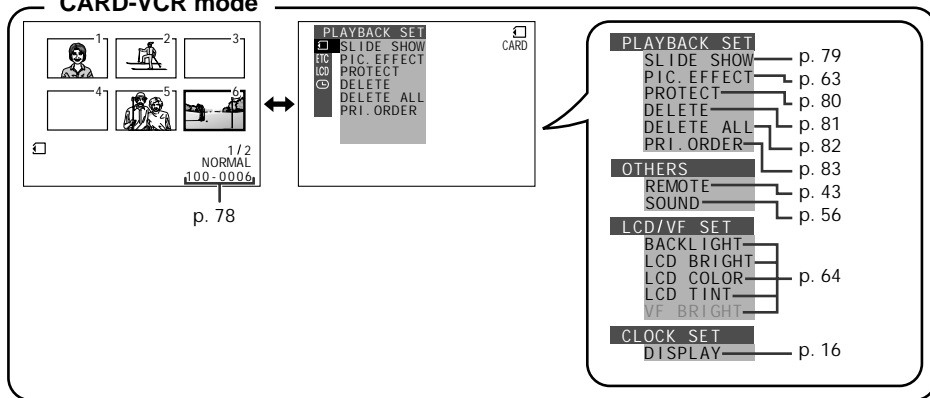 CARD-VCR mode
1 2 3
4 5 6
1/2
NORMAL
100-0006
p. 78
PLAYBACK SET
SLIDE SHOW
ETC PIC.EFFECT
LCD PROTECT
DELETE
DELETE ALL
PRI.ORDER
CARD
PLAYBACK SET
SLIDE SHOW p. 79
PIC.EFFECT p. 63
PROTECT p. 80
DELETE p. 81
DELETE ALL p. 82
PRI.ORDER p. 83
OTHERS
REMOTE p. 43
SOUND p. 56
LCD/VF SET
BACKLIGHT
LCD BRIGHT
LCD COLOR p. 64
LCD TINT
VF BRIGHT
CLOCK SET
DISPLAY p. 16